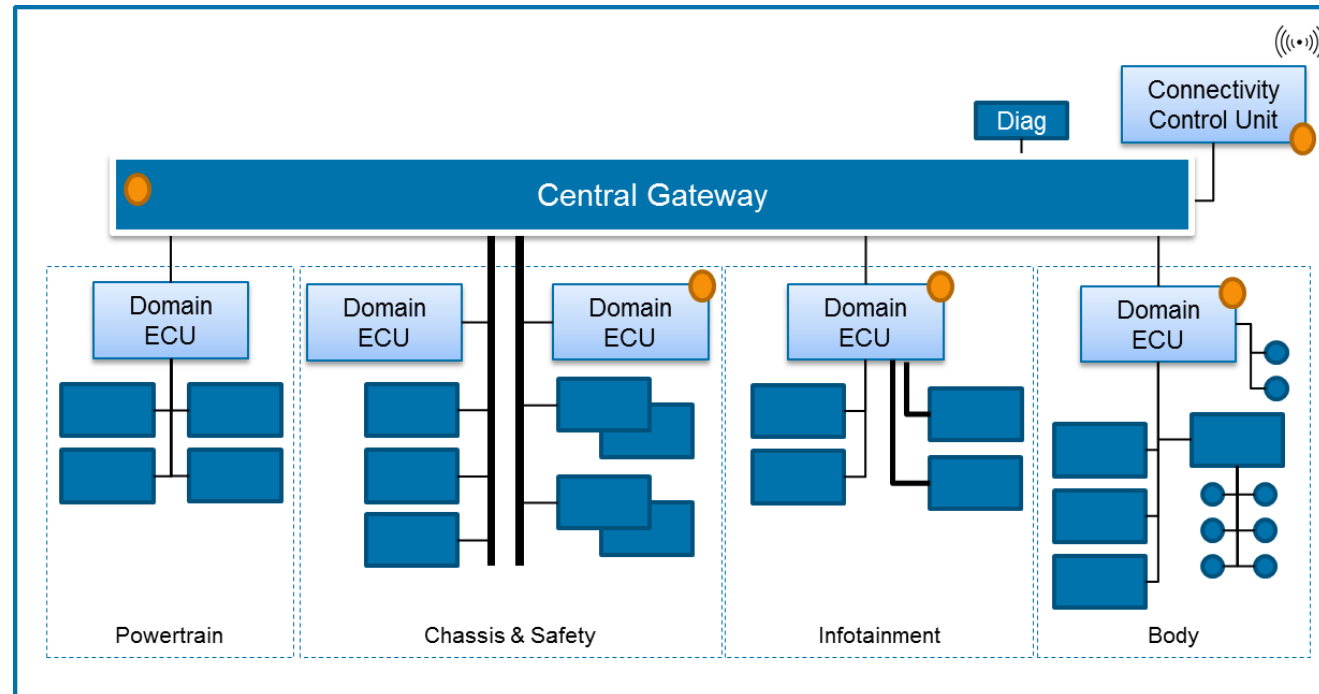 Connectivity
Control Unit
Diag
Central Gateway
Domain
ECU
Domain
ECU
Domain
ECU
Domain
ECU
Domain
ECU
Powertrain
Chassis & Safety
Infotainment
Body